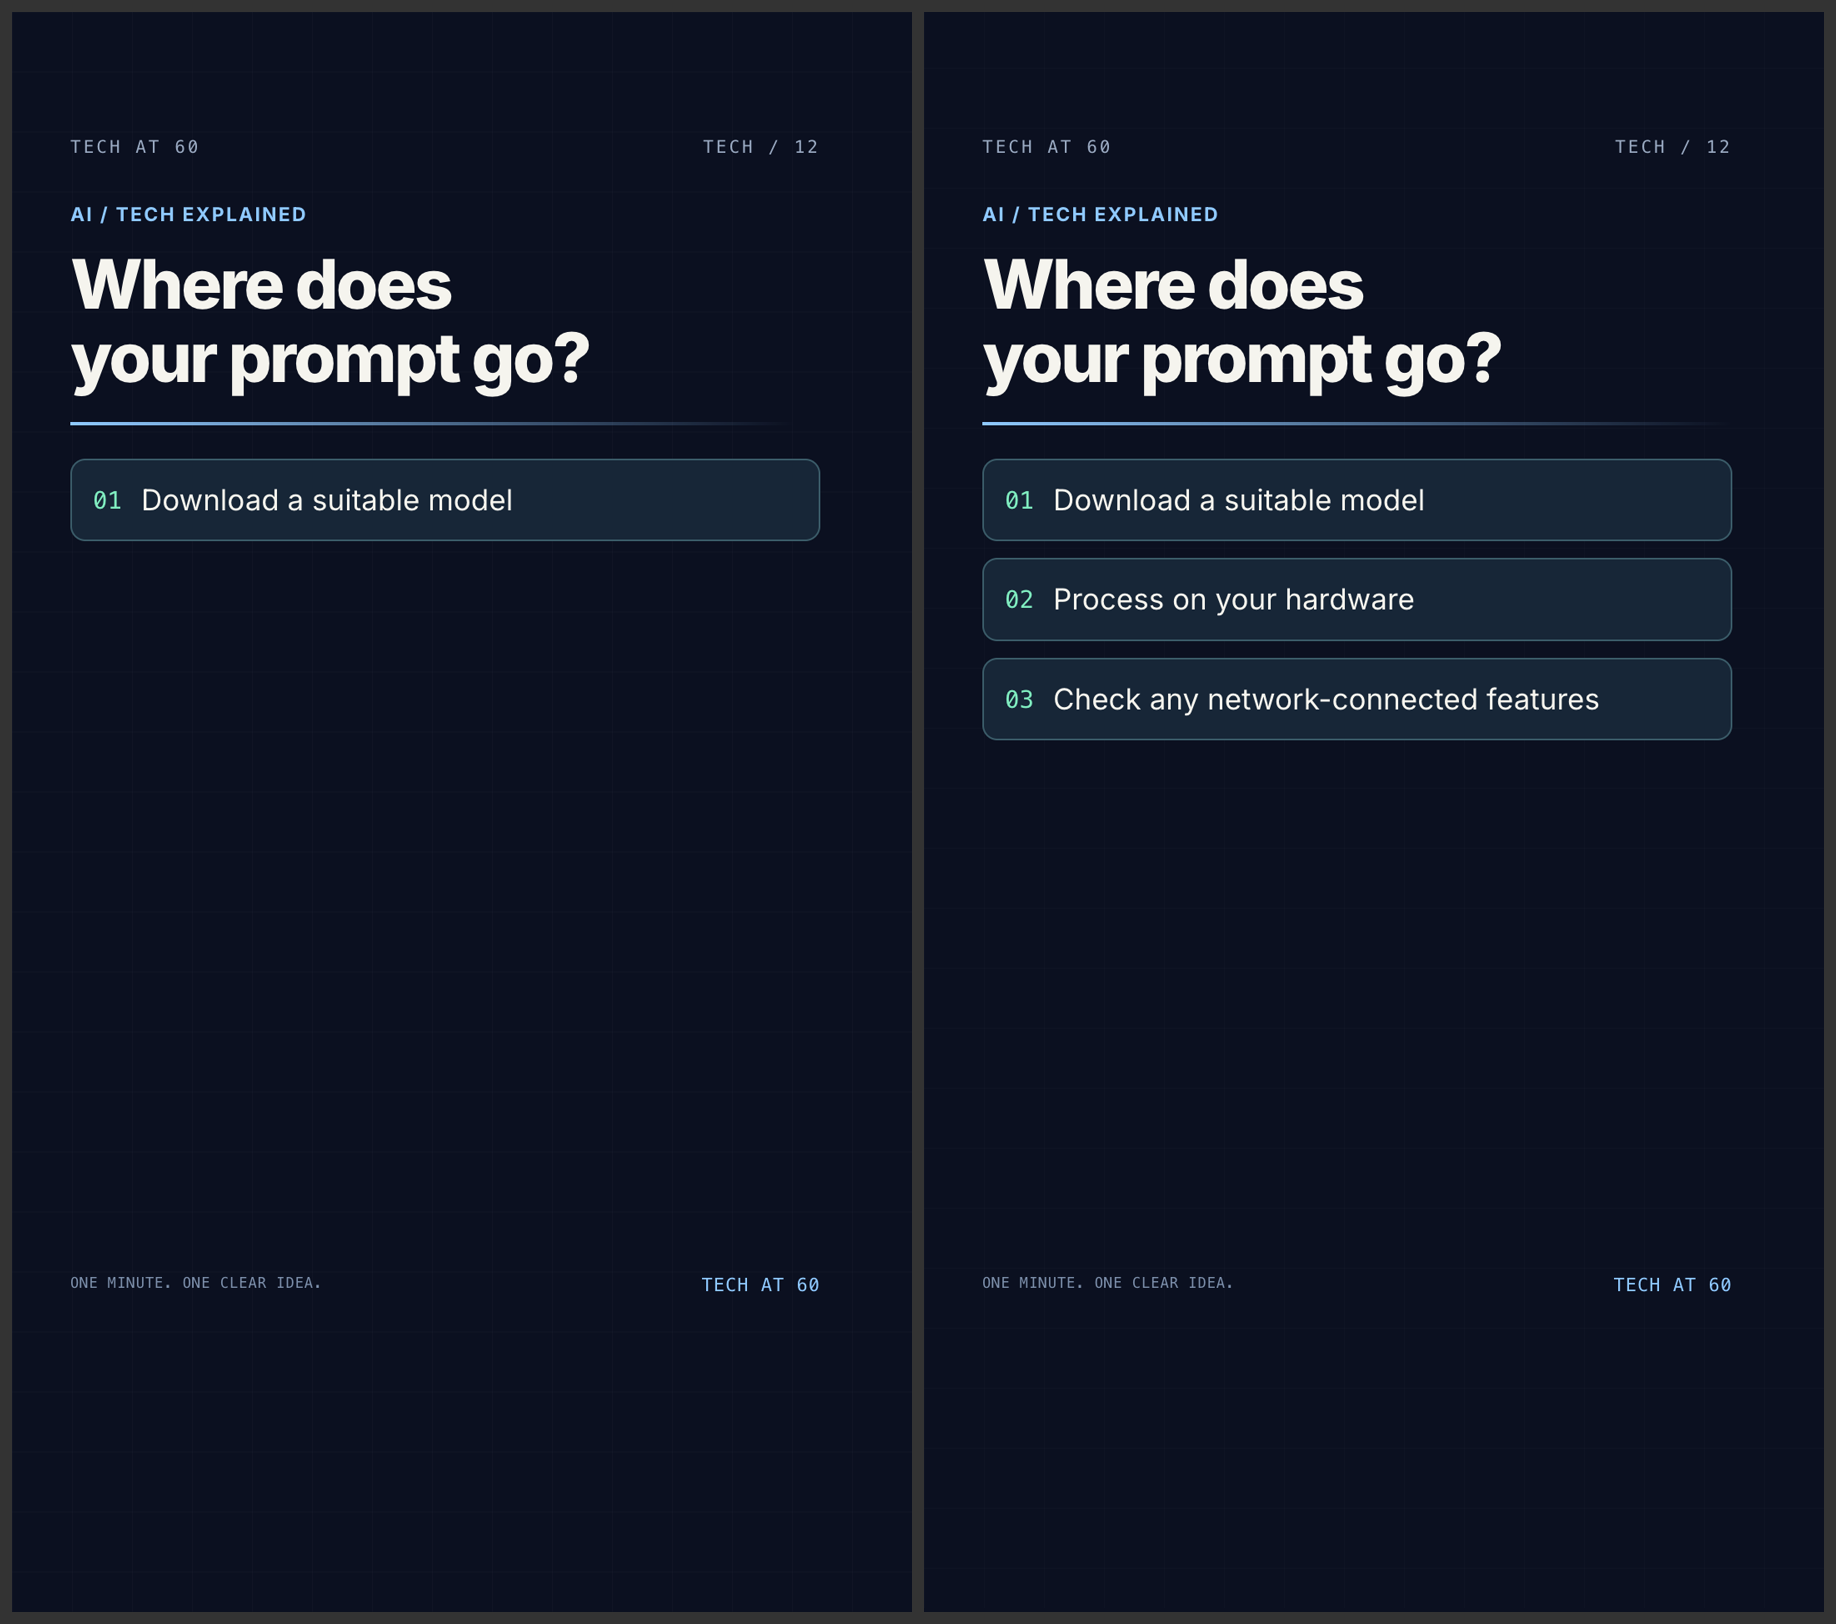 TECH AT 60
TECH / 12
AI / TECH EXPLAINED
Where does
your prompt go?
01 Download a suitable model
ONE MINUTE. ONE CLEAR IDEA.
TECH AT 60
TECH AT 60
TECH / 12
AI / TECH EXPLAINED
Where does
your prompt go?
01 Download a suitable model
02 Process on your hardware
03 Check any network-connected features
ONE MINUTE. ONE CLEAR IDEA.
TECH AT 60